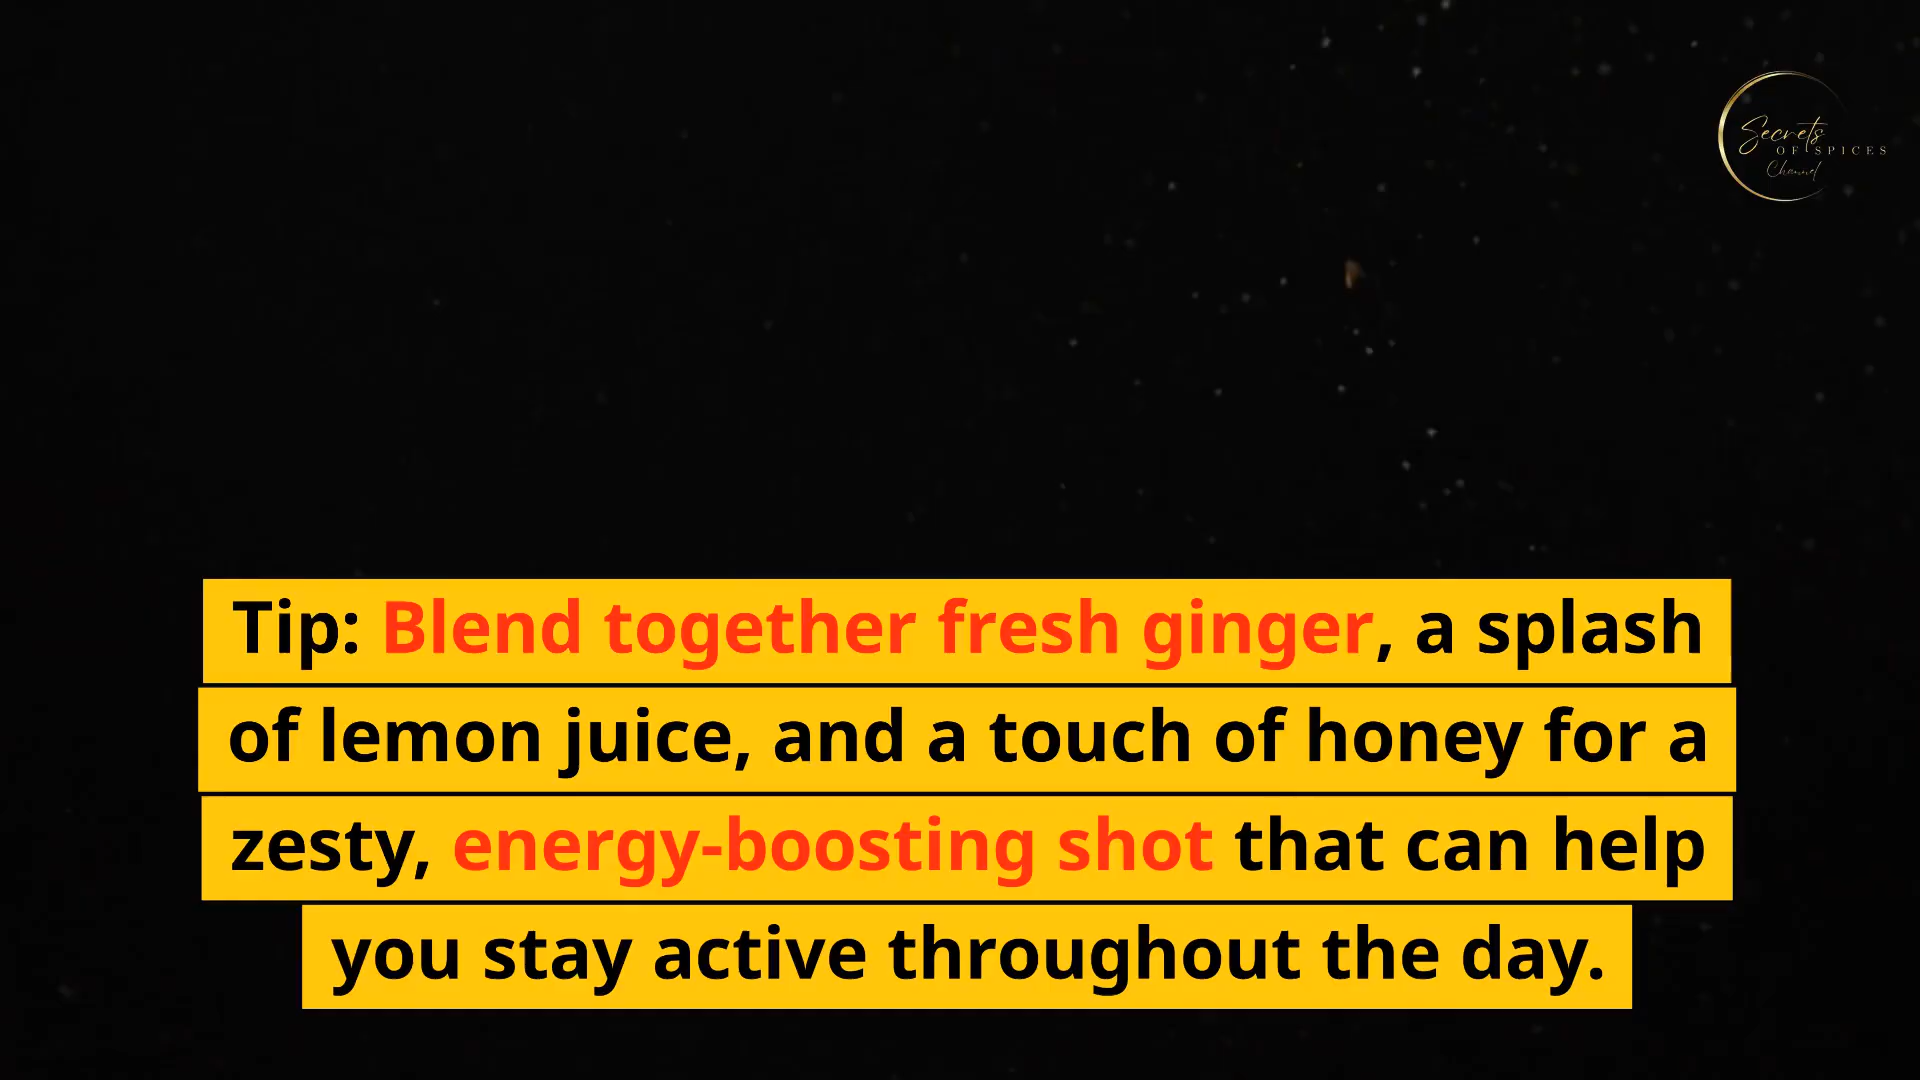 Secrets
OF SPICES
Channel
Tip: Blend together fresh ginger, a splash
of lemon juice, and a touch of honey for a
zesty, energy-boosting shot that can help
you stay active throughout the day.